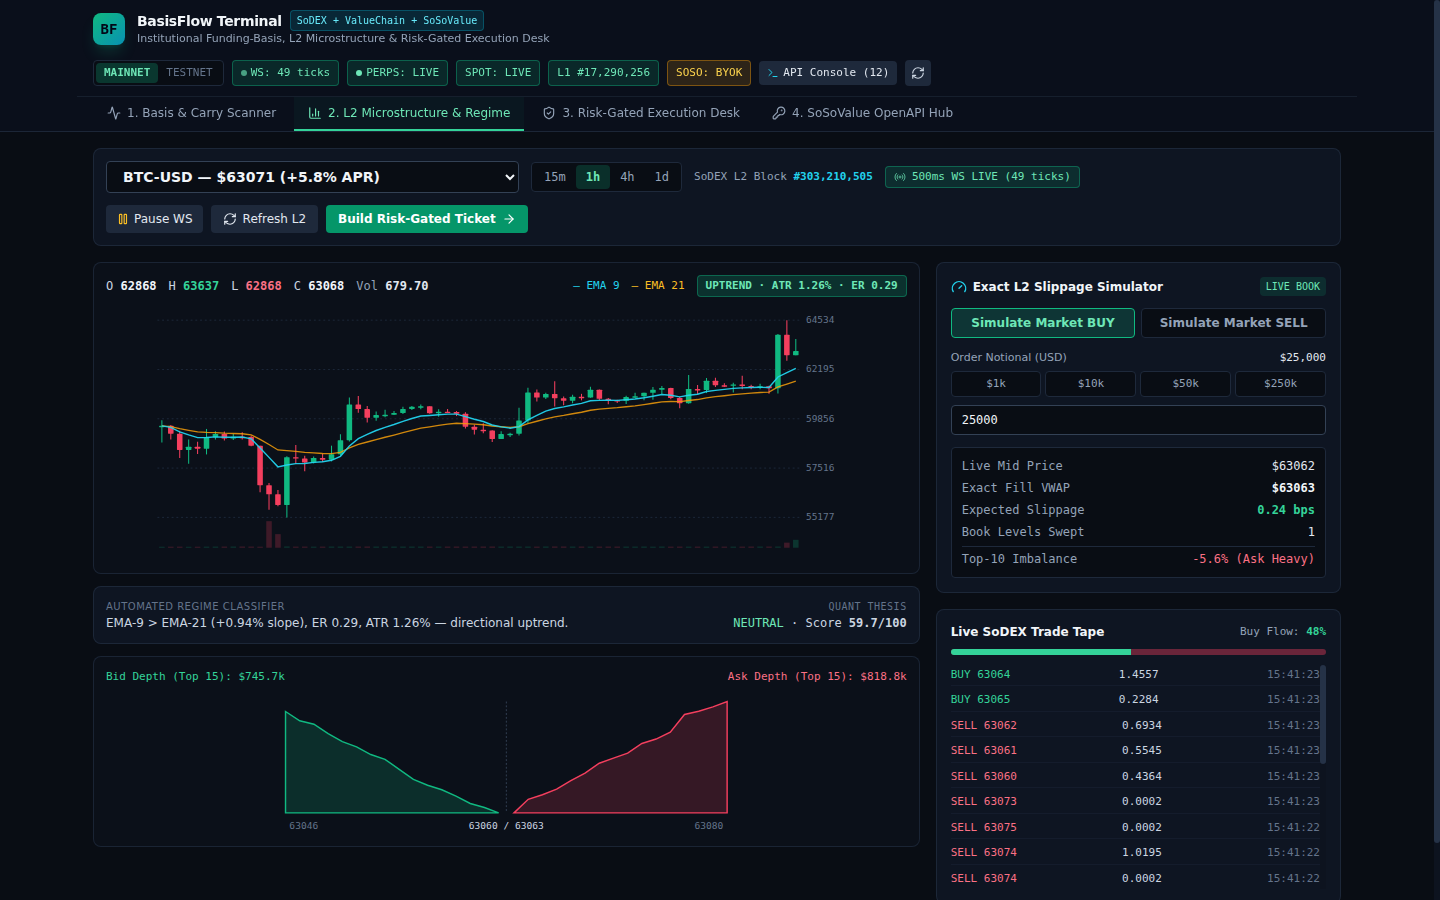 BF
BasisFlow Terminal
SoDEX + ValueChain + SoSoValue
Institutional Funding-Basis, L2 Microstructure & Risk-Gated Execution Desk
MAINNET TESTNET
WS: 49 ticks
PERPS: LIVE
SPOT: LIVE
L1 #17,290,256
SOSO: BYOK
API Console (12)
1. Basis & Carry Scanner
2. L2 Microstructure & Regime
3. Risk-Gated Execution Desk
4. SoSoValue OpenAPI Hub
BTC-USD — $63071 (+5.8% APR)
15m 1h 4h 1d
SoDEX L2 Block #303,210,505
500ms WS LIVE (49 ticks)
Pause WS
Refresh L2
Build Risk-Gated Ticket →
O 62868 H 63637 L 62868 C 63068 Vol 679.70
— EMA 9 — EMA 21
UPTREND · ATR 1.26% · ER 0.29
64534
62195
59856
57516
55177
AUTOMATED REGIME CLASSIFIER
EMA-9 > EMA-21 (+0.94% slope), ER 0.29, ATR 1.26% — directional uptrend.
QUANT THESIS
NEUTRAL · Score 59.7/100
Bid Depth (Top 15): $745.7k
Ask Depth (Top 15): $818.8k
63046
63060 / 63063
63080
Exact L2 Slippage Simulator
LIVE BOOK
Simulate Market BUY
Simulate Market SELL
Order Notional (USD) $25,000
$1k $10k $50k $250k
25000
Live Mid Price $63062
Exact Fill VWAP $63063
Expected Slippage 0.24 bps
Book Levels Swept 1
Top-10 Imbalance -5.6% (Ask Heavy)
Live SoDEX Trade Tape
Buy Flow: 48%
BUY 63064 1.4557 15:41:23
BUY 63065 0.2284 15:41:23
SELL 63062 0.6934 15:41:23
SELL 63061 0.5545 15:41:23
SELL 63060 0.4364 15:41:23
SELL 63073 0.0002 15:41:23
SELL 63075 0.0002 15:41:22
SELL 63074 1.0195 15:41:22
SELL 63074 0.0002 15:41:22